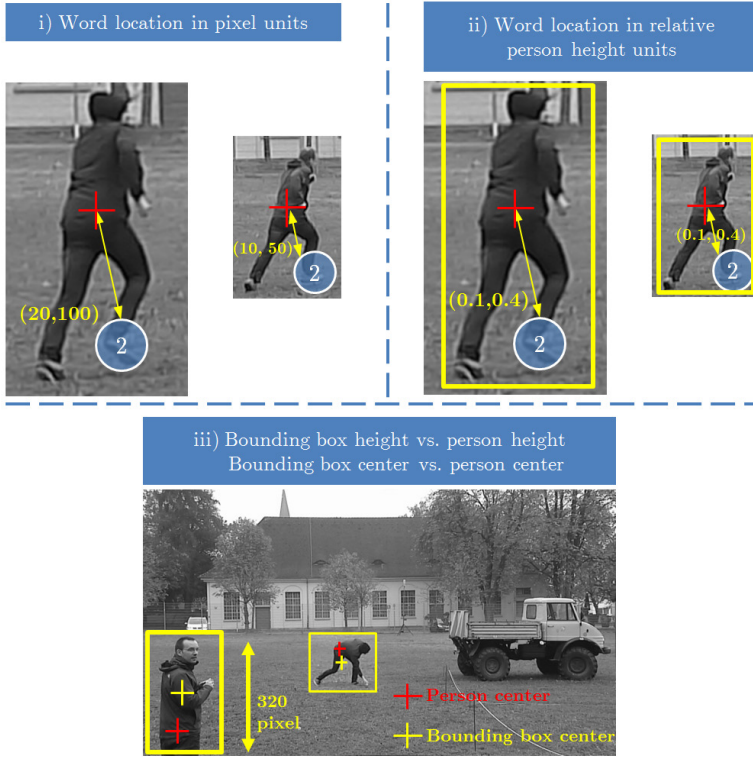 i) Word location in pixel units
ii) Word location in relative
person height units
(20,100)
2
(10, 50)
2
(0.1,0.4)
2
(0.1, 0.4)
2
iii) Bounding box height vs. person height
Bounding box center vs. person center
320
pixel
Person center
Bounding box center